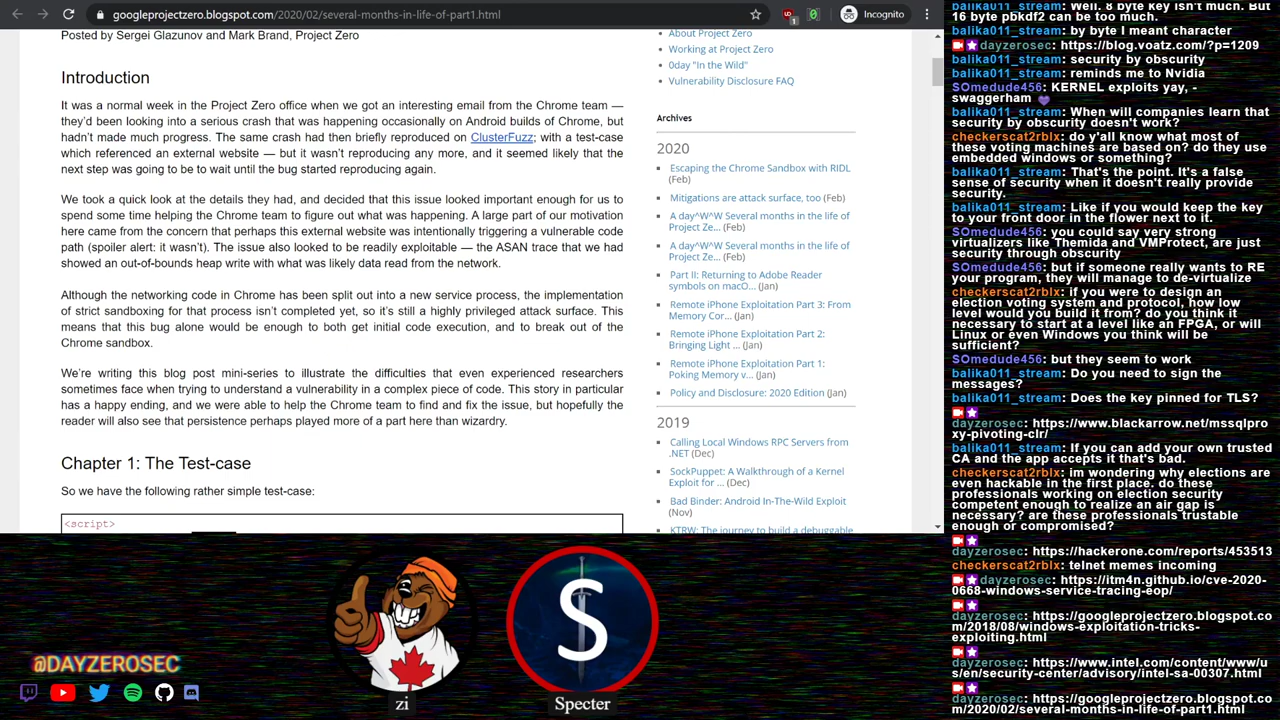 googleprojectzero.blogspot.com/2020/02/several-months-in-life-of-part1.html
1
Incognito
Posted by Sergei Glazunov and Mark Brand, Project Zero
Introduction
It was a normal week in the Project Zero office when we got an interesting email from the Chrome team —
they'd been looking into a serious crash that was happening occasionally on Android builds of Chrome, but
hadn't made much progress. The same crash had then briefly reproduced on ClusterFuzz; with a test-case
which referenced an external website — but it wasn't reproducing any more, and it seemed likely that the
next step was going to be to wait until the bug started reproducing again.
We took a quick look at the details they had, and decided that this issue looked important enough for us to
spend some time helping the Chrome team to figure out what was happening. A large part of our motivation
here came from the concern that perhaps this external website was intentionally triggering a vulnerable code
path (spoiler alert: it wasn't). The issue also looked to be readily exploitable — the ASAN trace that we had
showed an out-of-bounds heap write with what was likely data read from the network.
Although the networking code in Chrome has been split out into a new service process, the implementation
of strict sandboxing for that process isn't completed yet, so it's still a highly privileged attack surface. This
means that this bug alone would be enough to both get initial code execution, and to break out of the
Chrome sandbox.
We're writing this blog post mini-series to illustrate the difficulties that even experienced researchers
sometimes face when trying to understand a vulnerability in a complex piece of code. This story in particular
has a happy ending, and we were able to help the Chrome team to find and fix the issue, but hopefully the
reader will also see that persistence perhaps played more of a part here than wizardry.
Chapter 1: The Test-case
So we have the following rather simple test-case:
<script>
About Project Zero
Working at Project Zero
0day "In the Wild"
Vulnerability Disclosure FAQ
Archives
2020
Escaping the Chrome Sandbox with RIDL
(Feb)
Mitigations are attack surface, too (Feb)
A day^W^W Several months in the life of
Project Ze... (Feb)
A day^W^W Several months in the life of
Project Ze... (Feb)
Part II: Returning to Adobe Reader
symbols on macO... (Jan)
Remote iPhone Exploitation Part 3: From
Memory Cor... (Jan)
Remote iPhone Exploitation Part 2:
Bringing Light ... (Jan)
Remote iPhone Exploitation Part 1:
Poking Memory v... (Jan)
Policy and Disclosure: 2020 Edition (Jan)
2019
Calling Local Windows RPC Servers from
.NET (Dec)
SockPuppet: A Walkthrough of a Kernel
Exploit for ... (Dec)
Bad Binder: Android In-The-Wild Exploit
(Nov)
KTRW: The journey to build a debuggable
balika011_stream: Well. 8 byte key isn't much. But
16 byte pbkdf2 can be too much.
balika011_stream: by byte I meant character
dayzerosec: https://blog.voatz.com/?p=1209
balika011_stream: security by obscurity
balika011_stream: reminds me to Nvidia
SOmedude456: KERNEL exploits yay, -
swaggerham
balika011_stream: When will companies learn that
security by obscurity doesn't work?
checkerscat2rblx: do y'all know what most of
these voting machines are based on? do they use
embedded windows or something?
balika011_stream: That's the point. It's a false
sense of security when it doesn't really provide
security.
balika011_stream: Like if you would keep the key
to your front door in the flower next to it.
SOmedude456: you could say very strong
virtualizers like Themida and VMProtect, are just
security through obscurity
SOmedude456: but if someone really wants to RE
your program, they will manage to de-virtualize
checkerscat2rblx: if you were to design an
election voting system and protocol, how low
level would you build it from? do you think it
necessary to start at a level like an FPGA, or will
Linux or even Windows you think will be
sufficient?
SOmedude456: but they seem to work
balika011_stream: Do you need to sign the
messages?
balika011_stream: Does the key pinned for TLS?
dayzerosec: https://www.blackarrow.net/mssqlpro
xy-pivoting-clr/
balika011_stream: If you can add your own trusted
CA and the app accepts it that's bad.
checkerscat2rblx: im wondering why elections are
even hackable in the first place. do these
professionals working on election security
competent enough to realize an air gap is
necessary? are these professionals trustable
enough or compromised?
dayzerosec: https://hackerone.com/reports/453513
checkerscat2rblx: telnet memes incoming
dayzerosec: https://itm4n.github.io/cve-2020-
0668-windows-service-tracing-eop/
dayzerosec: https://googleprojectzero.blogspot.co
m/2018/08/windows-exploitation-tricks-
exploiting.html
dayzerosec: https://www.intel.com/content/www/u
s/en/security-center/advisory/intel-sa-00307.html
dayzerosec: https://googleprojectzero.blogspot.co
m/2020/02/several-months-in-life-of-part1.html
@DAYZEROSEC
zi
S
Specter